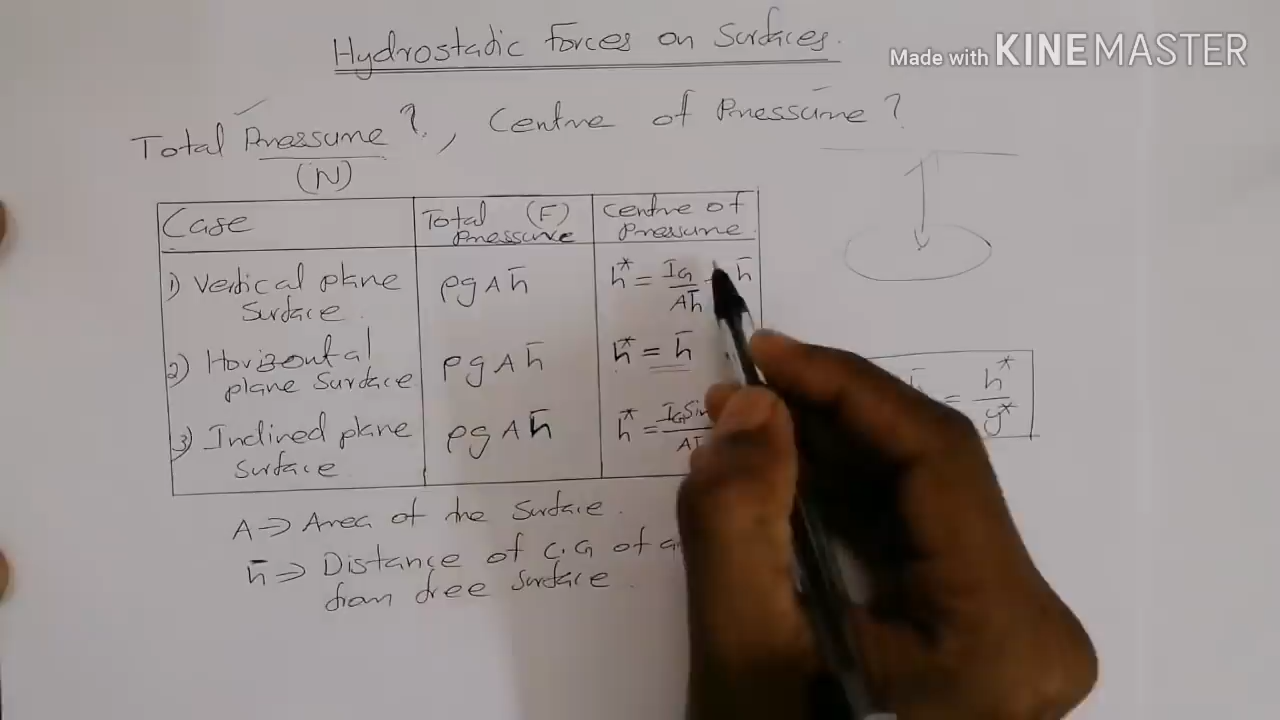 Hydrostatic Forces on Surfaces.
Made with KINEMASTER
Total Pressure ?, Centre of Pressure ?
(N)
Case
Total (F) Pressure
Centre of Pressure
1) Vertical plane Surface
ρgAh̄
h* = IG/Ah̄ + h̄
2) Horizontal plane Surface
ρgAh̄
h* = h̄
3) Inclined plane Surface
ρgAh̄
h* = IG Sin
= h*/y*
A → Area of the Surface.
h̄ ⇒ Distance of C.G of
from free Surface.